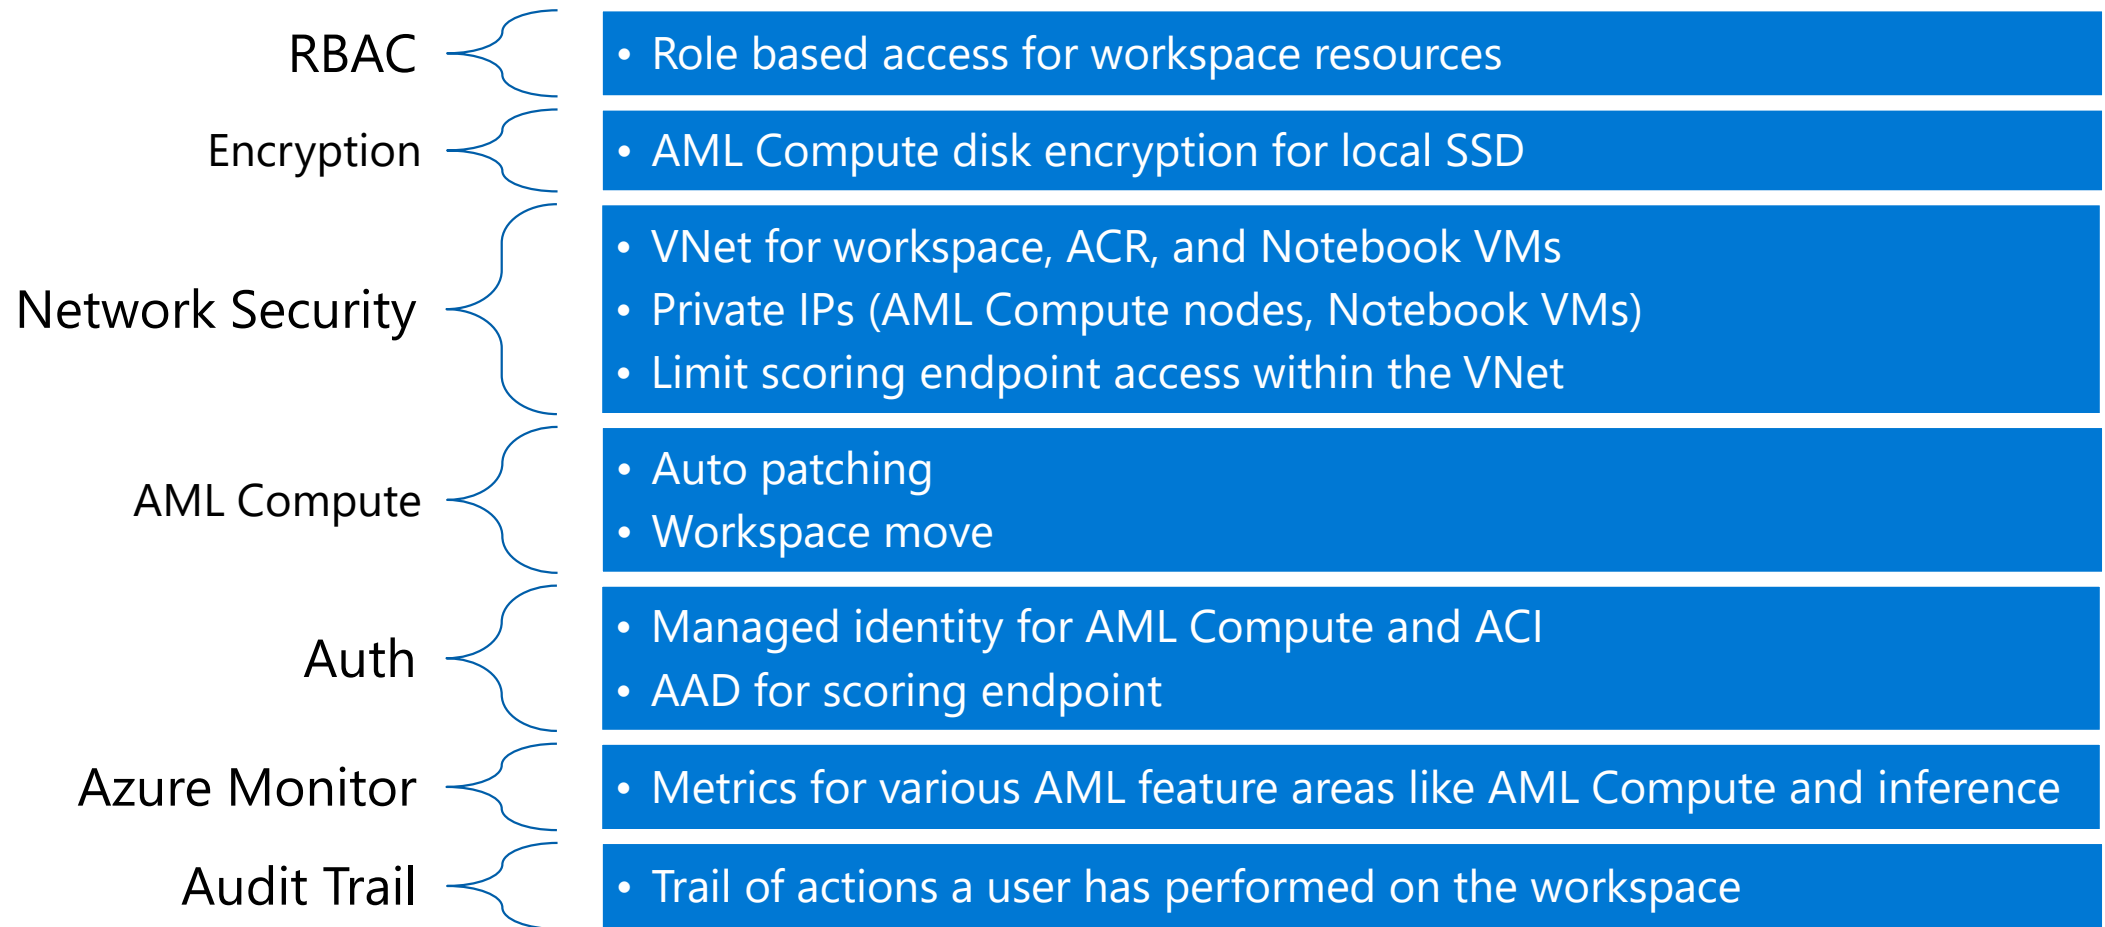 RBAC
• Role based access for workspace resources
Encryption
• AML Compute disk encryption for local SSD
Network Security
• VNet for workspace, ACR, and Notebook VMs
• Private IPs (AML Compute nodes, Notebook VMs)
• Limit scoring endpoint access within the VNet
AML Compute
• Auto patching
• Workspace move
Auth
• Managed identity for AML Compute and ACI
• AAD for scoring endpoint
Azure Monitor
• Metrics for various AML feature areas like AML Compute and inference
Audit Trail
• Trail of actions a user has performed on the workspace